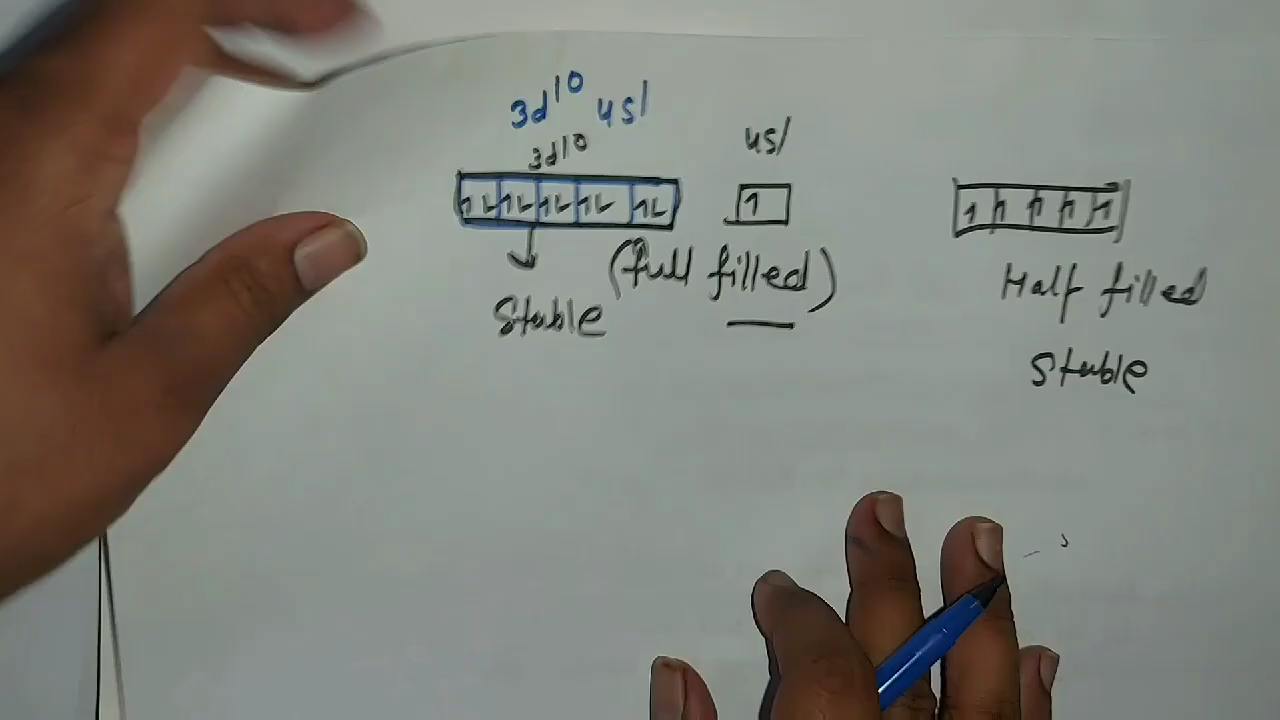 3d10 4s1
3d10 4s1
Stable (full filled)
Half filled
Stable